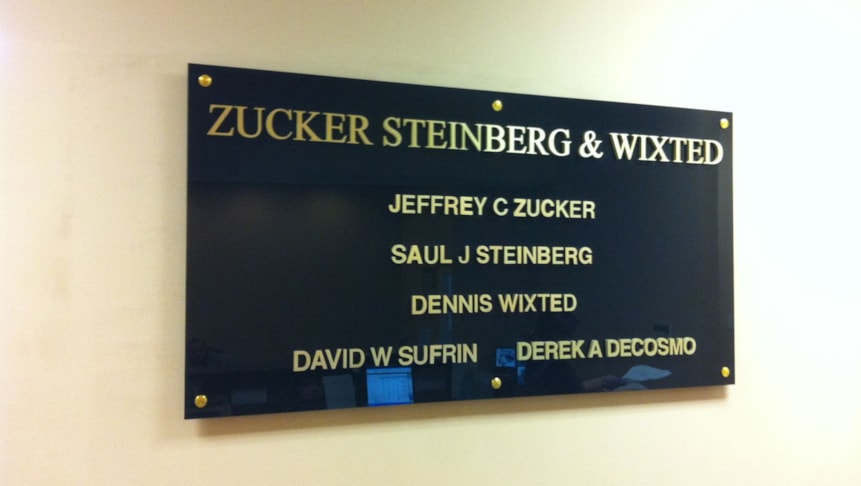 ZUCKER STEINBERG & WIXTED
JEFFREY C ZUCKER
SAUL J STEINBERG
DENNIS WIXTED
DAVID W SUFRIN DEREK A DECOSMO